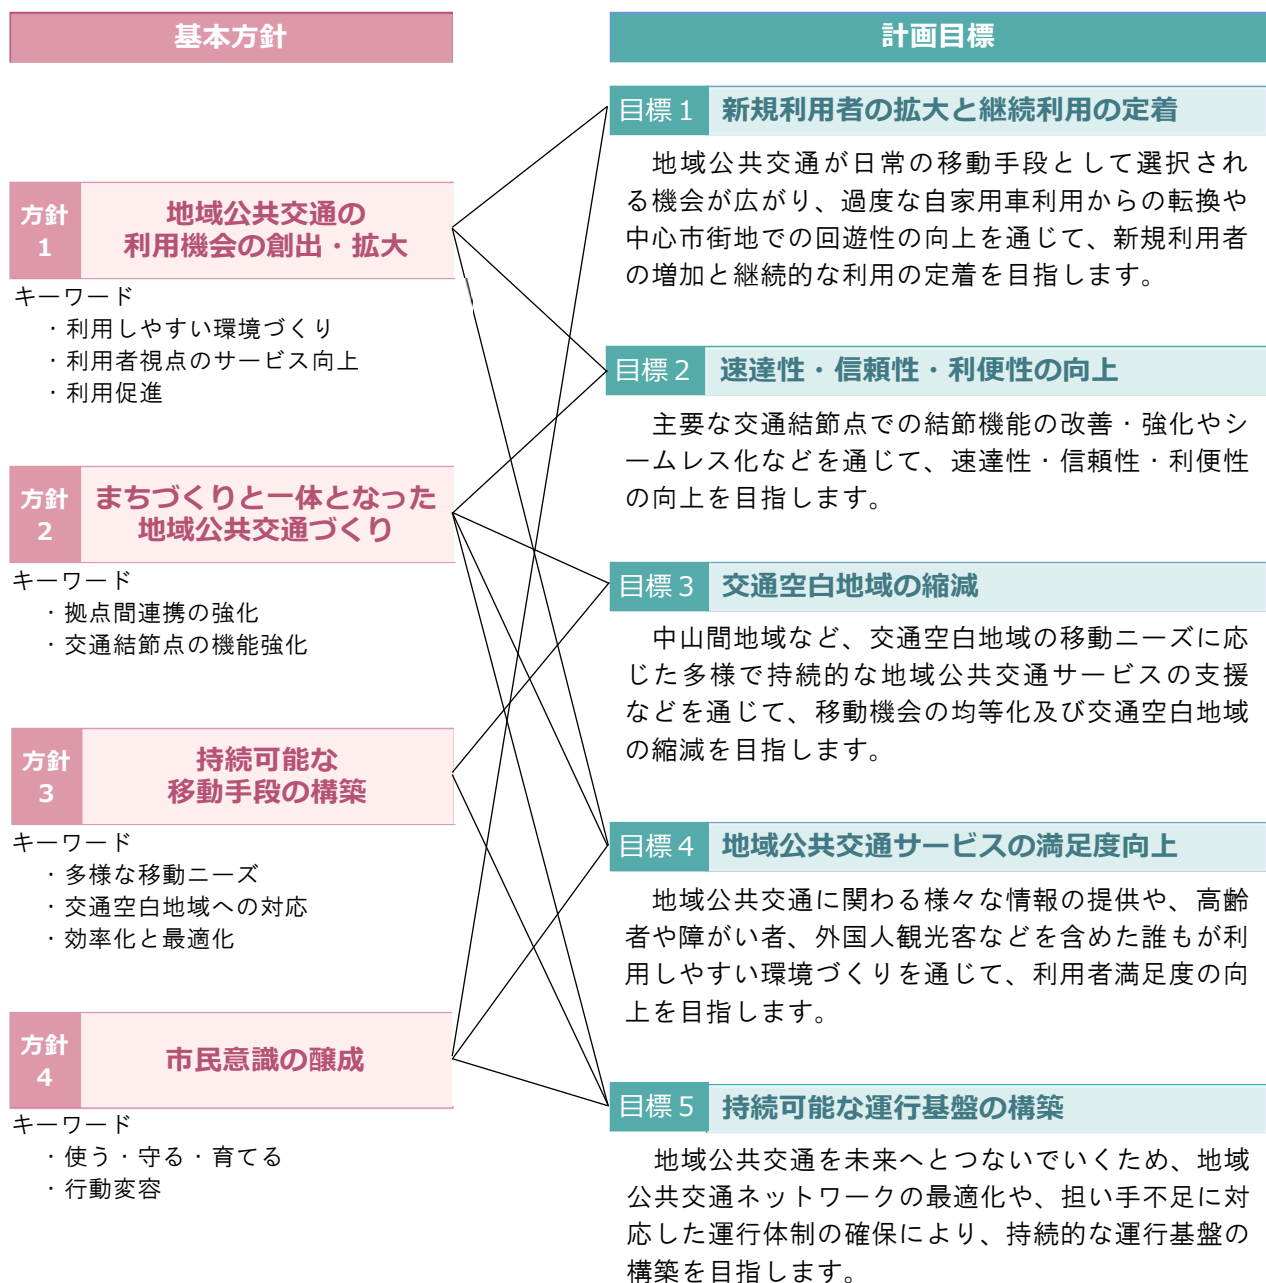 基本方針
方針
1
地域公共交通の
利用機会の創出・拡大
キーワード
・利用しやすい環境づくり
・利用者視点のサービス向上
・利用促進
方針
2
まちづくりと一体となった
地域公共交通づくり
キーワード
・拠点間連携の強化
・交通結節点の機能強化
方針
3
持続可能な
移動手段の構築
キーワード
・多様な移動ニーズ
・交通空白地域への対応
・効率化と最適化
方針
4
市民意識の醸成
キーワード
・使う・守る・育てる
・行動変容
計画目標
目標1 新規利用者の拡大と継続利用の定着
地域公共交通が日常の移動手段として選択され
る機会が広がり、過度な自家用車利用からの転換や
中心市街地での回遊性の向上を通じて、新規利用者
の増加と継続的な利用の定着を目指します。
目標2 速達性・信頼性・利便性の向上
主要な交通結節点での結節機能の改善・強化やシ
ームレス化などを通じて、速達性・信頼性・利便性
の向上を目指します。
目標3 交通空白地域の縮減
中山間地域など、交通空白地域の移動ニーズに応
じた多様で持続的な地域公共交通サービスの支援
などを通じて、移動機会の均等化及び交通空白地域
の縮減を目指します。
目標4 地域公共交通サービスの満足度向上
地域公共交通に関わる様々な情報の提供や、高齢
者や障がい者、外国人観光客などを含めた誰もが利
用しやすい環境づくりを通じて、利用者満足度の向
上を目指します。
目標5 持続可能な運行基盤の構築
地域公共交通を未来へとつないでいくため、地域
公共交通ネットワークの最適化や、担い手不足に対
応した運行体制の確保により、持続的な運行基盤の
構築を目指します。